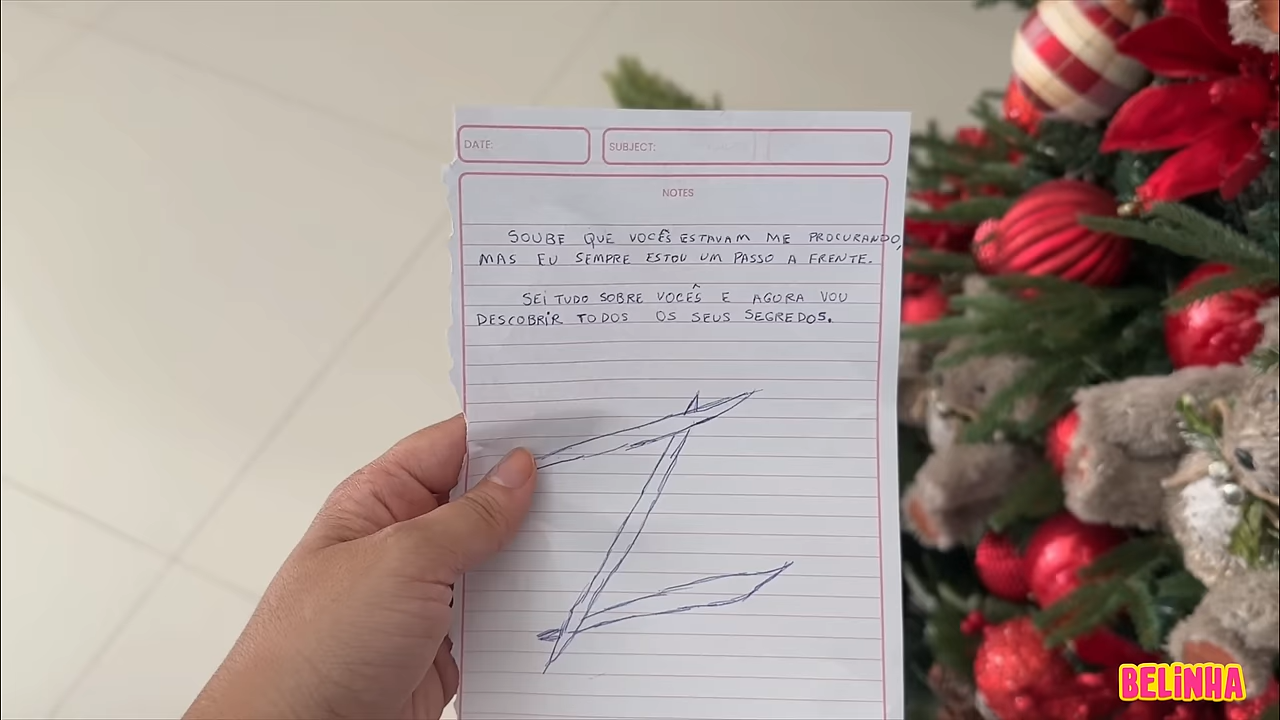 DATE:
SUBJECT:
NOTES
SOUBE QUE VOCÊS ESTAVAM ME PROCURANDO,
MAS EU SEMPRE ESTOU UM PASSO A FRENTE.
SEI TUDO SOBRE VOCÊS E AGORA VOU
DESCOBRIR TODOS OS SEUS SEGREDOS.
Z
BELINHA